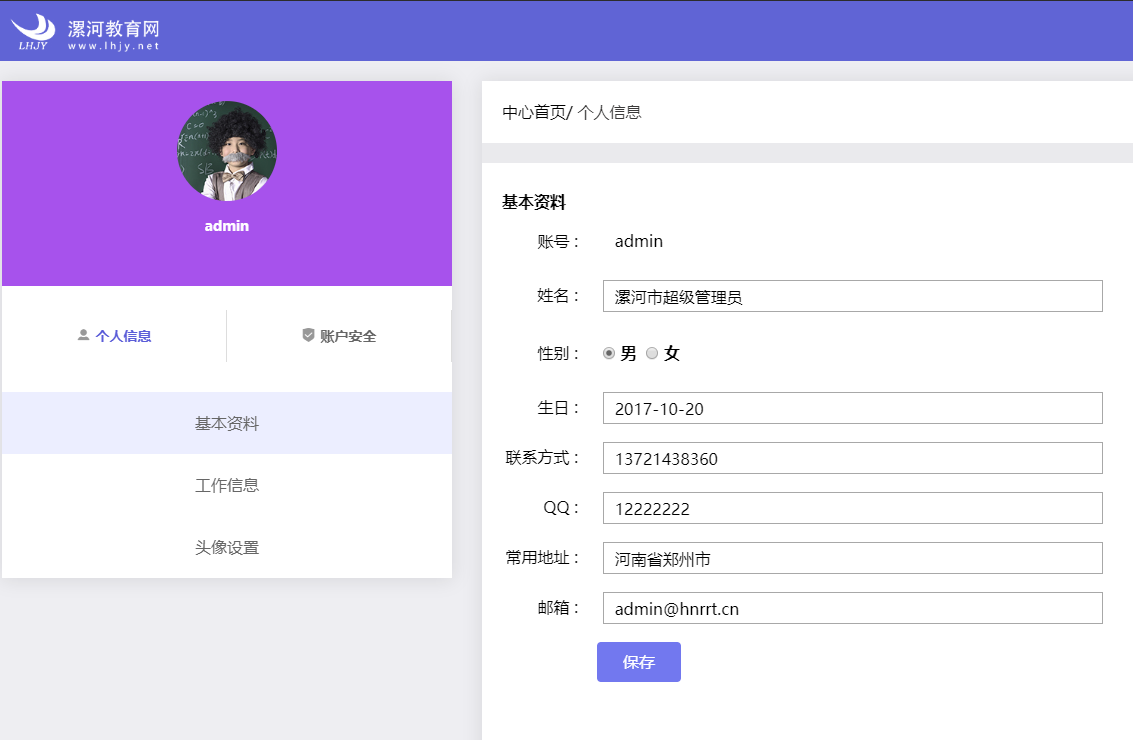 漯河教育网
LHJY
www.lhjy.net
admin
个人信息
账户安全
基本资料
工作信息
头像设置
中心首页/ 个人信息
基本资料
账号： admin
姓名： 漯河市超级管理员
性别： 男 女
生日： 2017-10-20
联系方式： 13721438360
QQ： 12222222
常用地址： 河南省郑州市
邮箱： admin@hnrrt.cn
保存